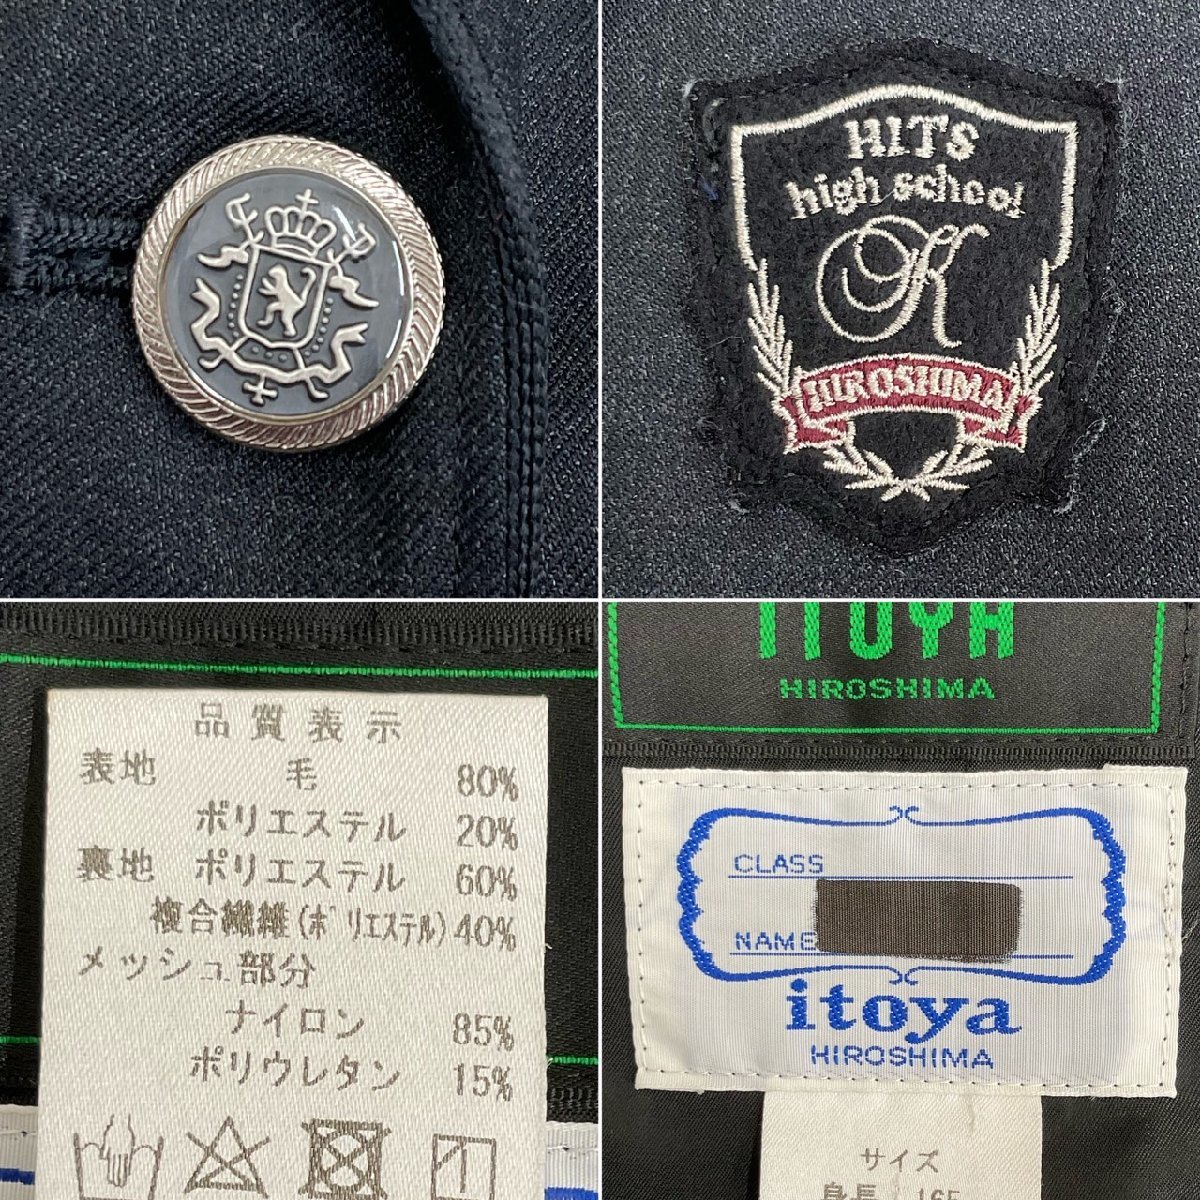 HITS
high school
K
HIROSHIMA
品質表示
表地 毛 80%
ポリエステル 20%
裏地 ポリエステル 60%
複合繊維(ポリエステル) 40%
メッシュ部分
ナイロン 85%
ポリウレタン 15%
ITOYA
HIROSHIMA
CLASS
NAME
itoya
HIROSHIMA
サイズ
身長 165